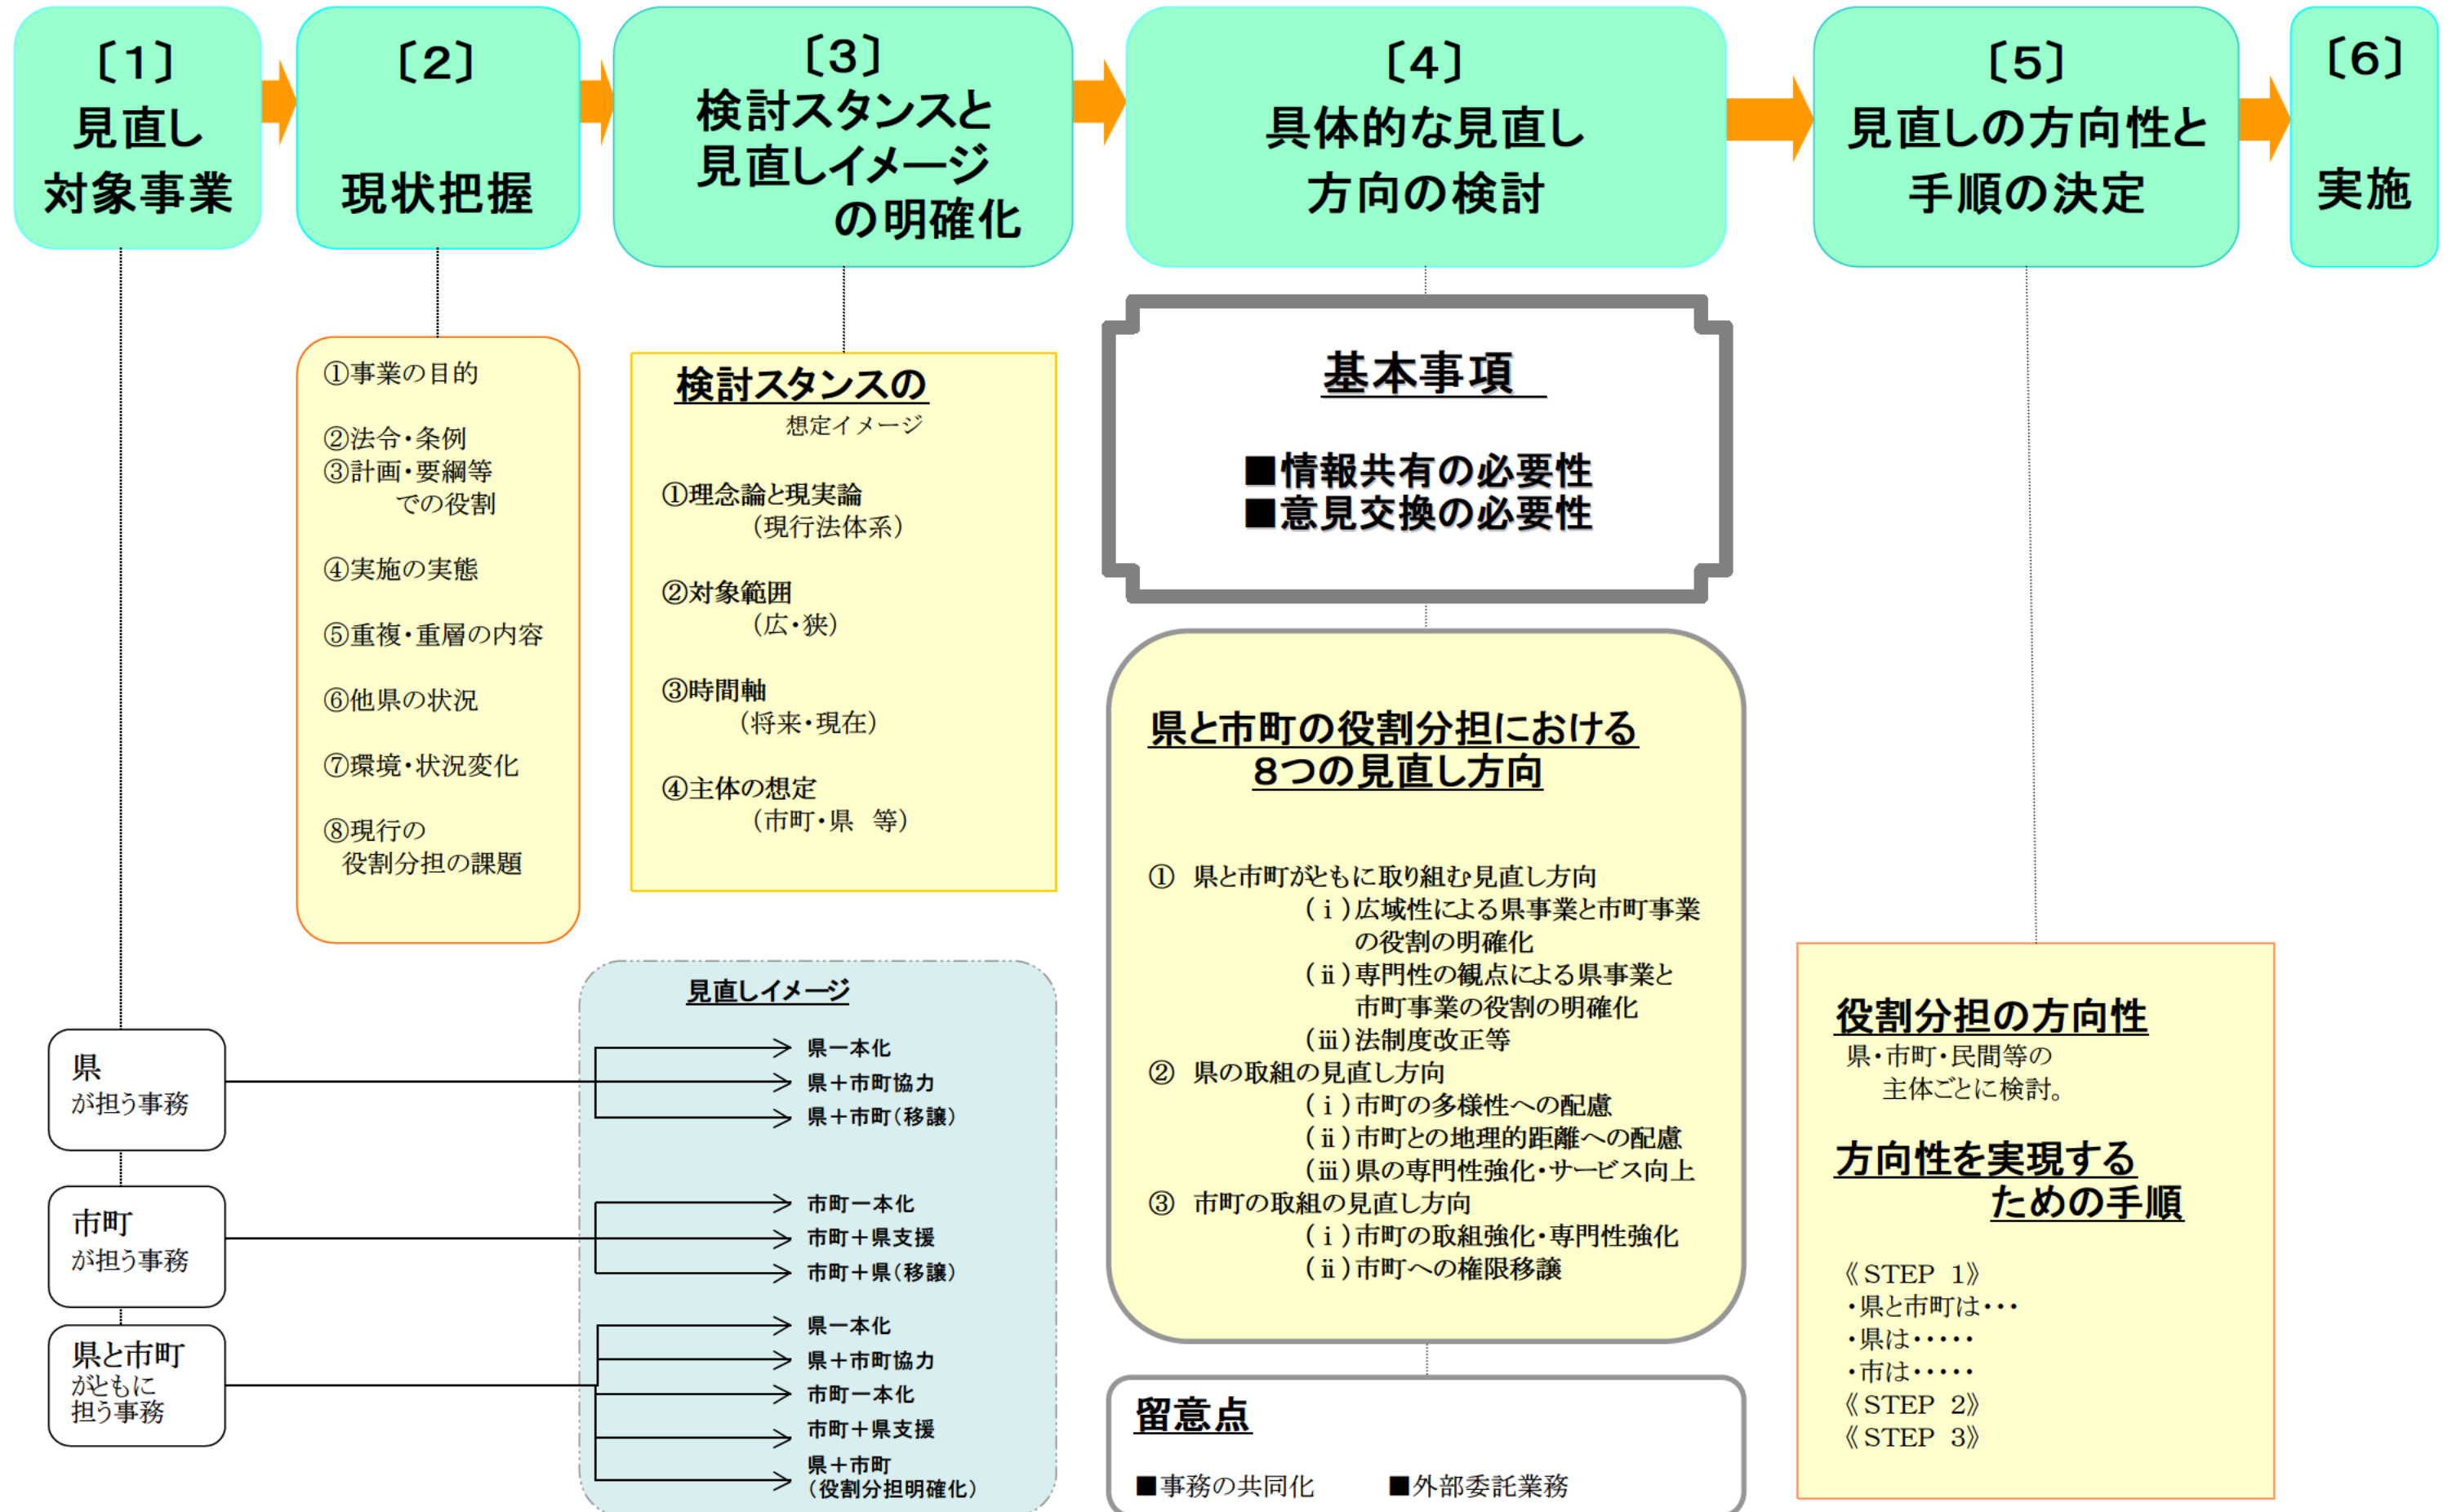 〔１〕
見直し
対象事業
〔２〕
現状把握
〔３〕
検討スタンスと
見直しイメージ
の明確化
〔４〕
具体的な見直し
方向の検討
〔５〕
見直しの方向性と
手順の決定
〔６〕
実施
①事業の目的
②法令・条例
③計画・要綱等
での役割
④実施の実態
⑤重複・重層の内容
⑥他県の状況
⑦環境・状況変化
⑧現行の
役割分担の課題
検討スタンスの
想定イメージ
①理念論と現実論
（現行法体系）
②対象範囲
（広・狭）
③時間軸
（将来・現在）
④主体の想定
（市町・県　等）
基本事項
■情報共有の必要性
■意見交換の必要性
県と市町の役割分担における
８つの見直し方向
①　県と市町がともに取り組む見直し方向
（ⅰ）広域性による県事業と市町事業
の役割の明確化
（ⅱ）専門性の観点による県事業と
市町事業の役割の明確化
（ⅲ）法制度改正等
②　県の取組の見直し方向
（ⅰ）市町の多様性への配慮
（ⅱ）市町との地理的距離への配慮
（ⅲ）県の専門性強化・サービス向上
③　市町の取組の見直し方向
（ⅰ）市町の取組強化・専門性強化
（ⅱ）市町への権限移譲
留意点
■事務の共同化　　■外部委託業務
役割分担の方向性
県・市町・民間等の
主体ごとに検討。
方向性を実現する
ための手順
《STEP 1》
・県と市町は・・・
・県は・・・・・
・市は・・・・・
《STEP 2》
《STEP 3》
県
が担う事務
市町
が担う事務
県と市町
がともに
担う事務
見直しイメージ
県一本化
県＋市町協力
県＋市町（移譲）
市町一本化
市町＋県支援
市町＋県（移譲）
県一本化
県＋市町協力
市町一本化
市町＋県支援
県＋市町
（役割分担明確化）